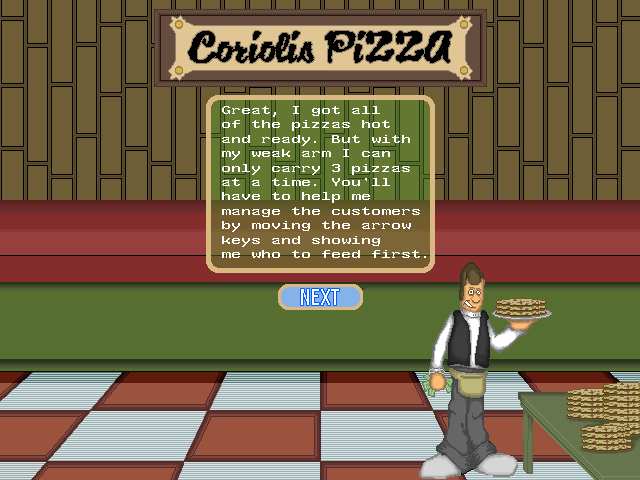 Coriolis PiZZA
Great, I got all
of the pizzas hot
and ready. But with
my weak arm I can
only carry 3 pizzas
at a time. You'll
have to help me
manage the customers
by moving the arrow
keys and showing
me who to feed first.
NEXT